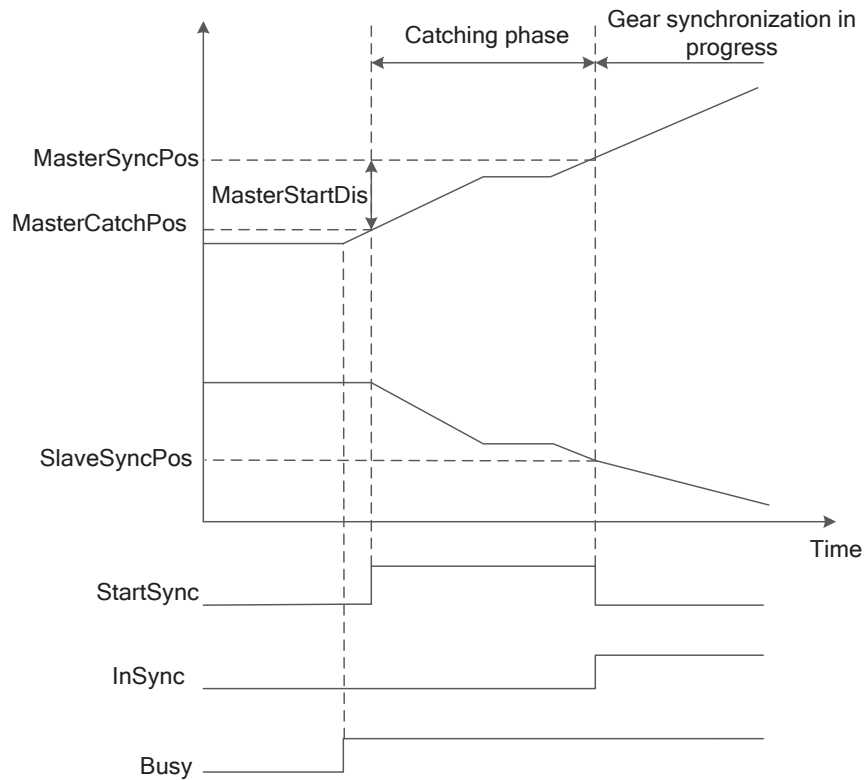 Catching phase
Gear synchronization in
progress
MasterSyncPos
MasterStartDis
MasterCatchPos
SlaveSyncPos
Time
StartSync
InSync
Busy